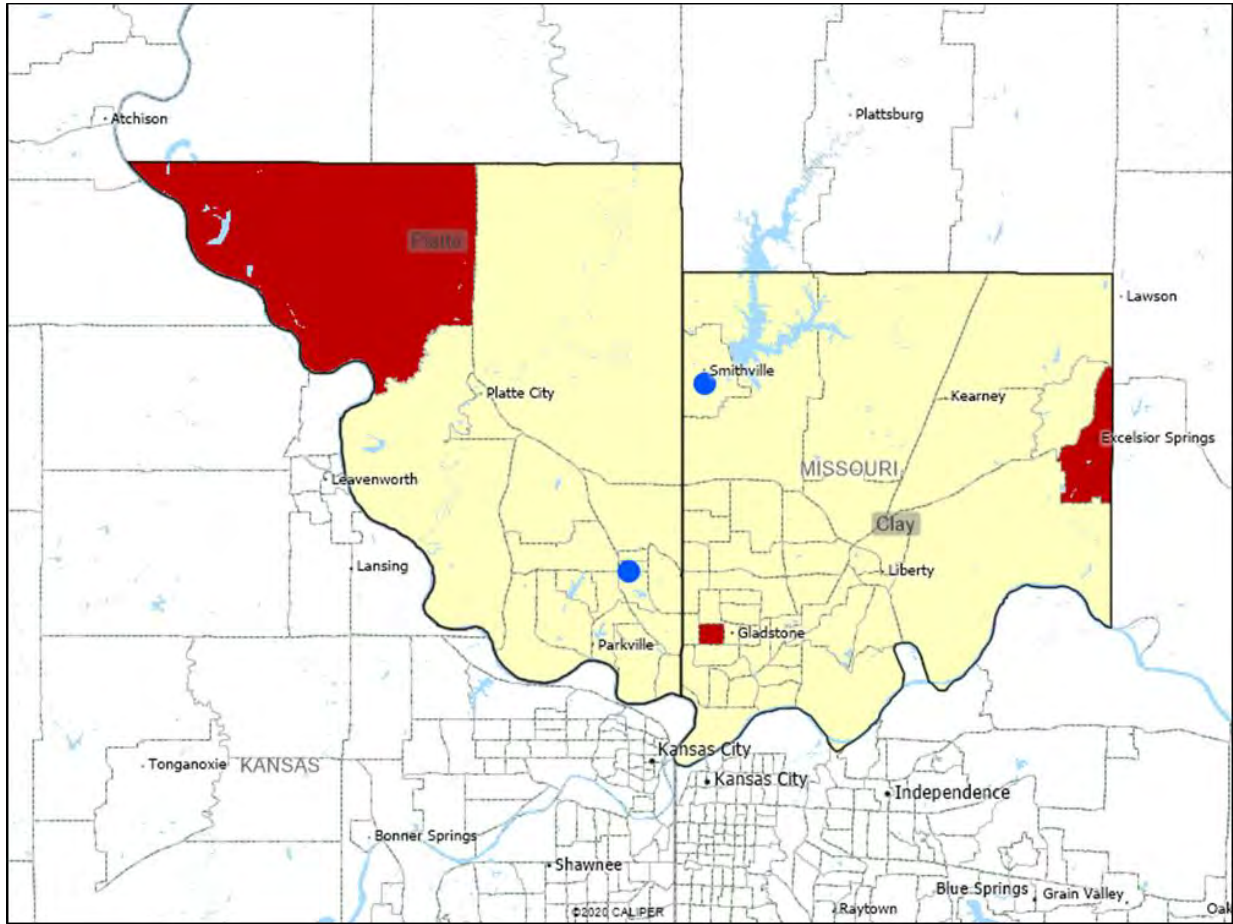 Atchison
Plattsburg
Platte
Lawson
Smithville
Platte City
Kearney
Excelsior Springs
MISSOURI
Leavenworth
Clay
Lansing
Liberty
Gladstone
Parkville
Kansas City
Tonganoxie
KANSAS
Kansas City
Independence
Bonner Springs
Shawnee
Blue Springs
Grain Valley
©2020 CALIPER
Raytown
Oak